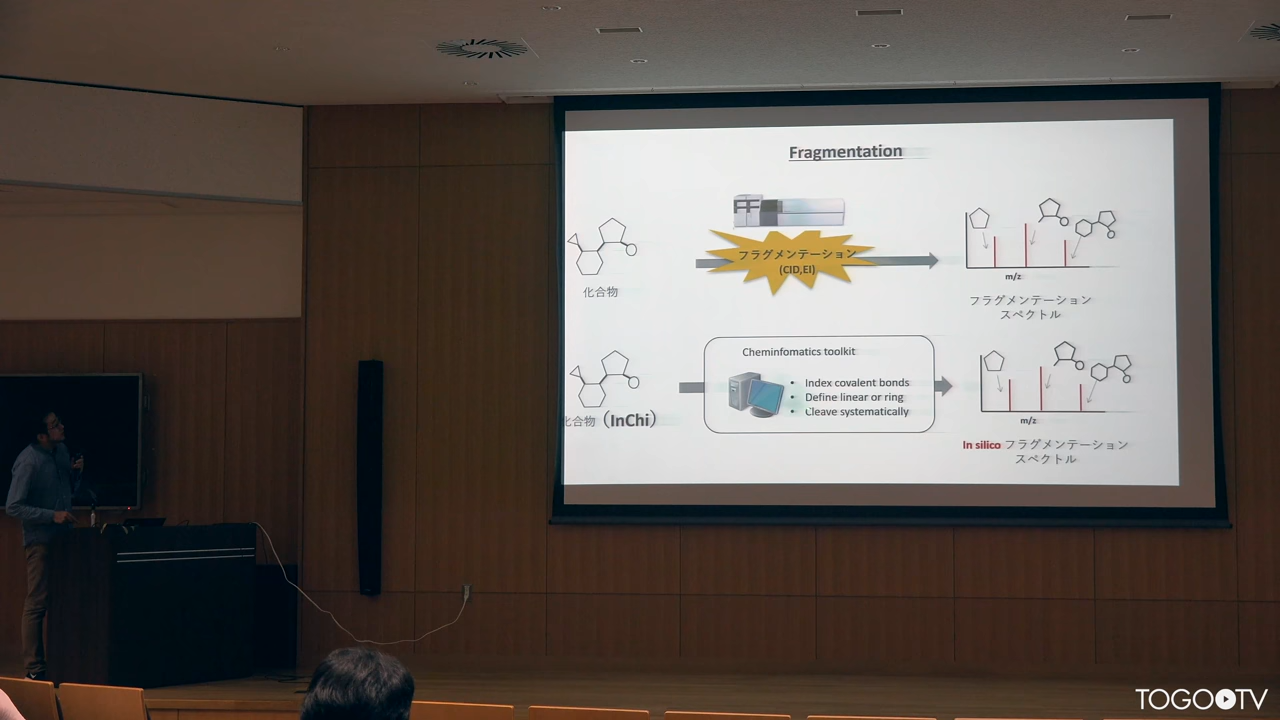 Fragmentation
フラグメンテーション
(CID,EI)
化合物
m/z
フラグメンテーション
スペクトル
Cheminfomatics toolkit
• Index covalent bonds
• Define linear or ring
• Cleave systematically
化合物（InChi）
m/z
In silico フラグメンテーション
スペクトル
TOGOTV